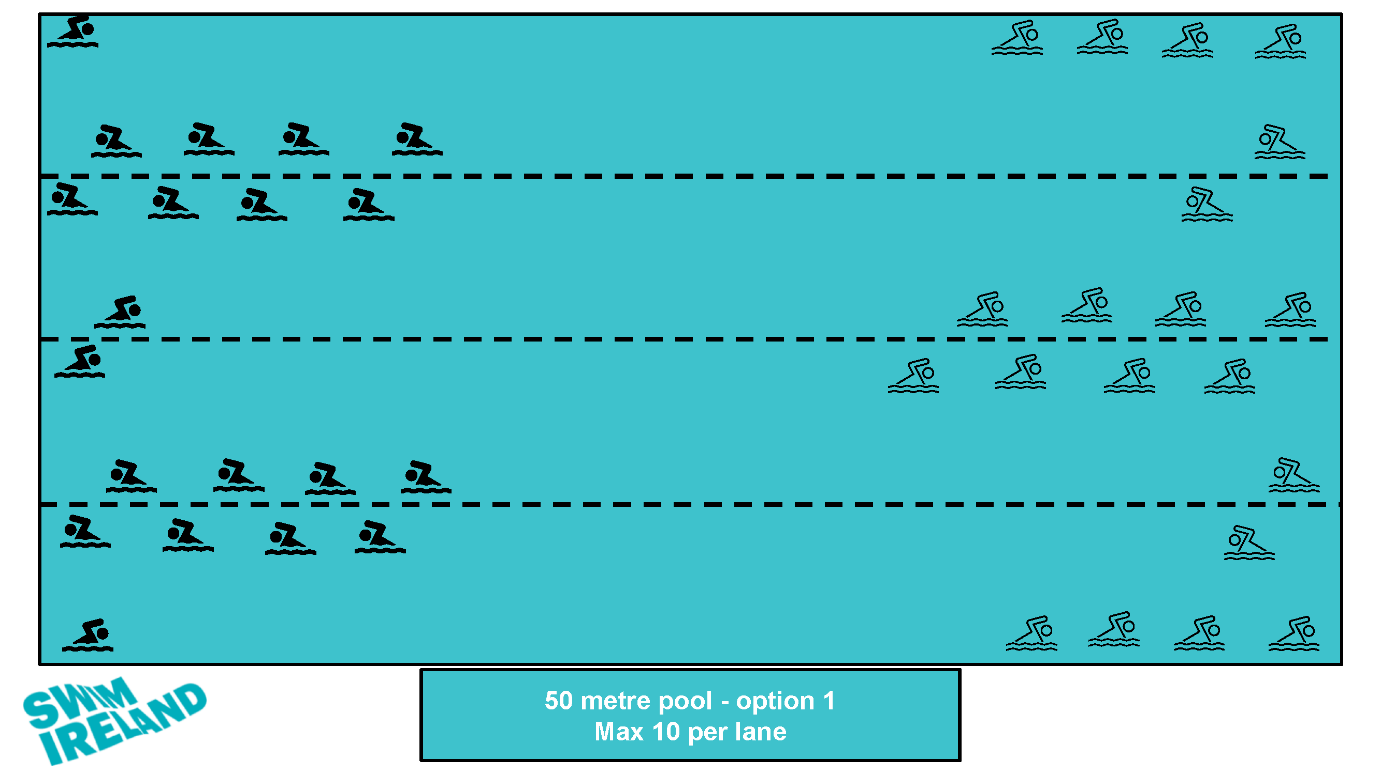 50 metre pool - option 1
Max 10 per lane
SWIM
IRELAND